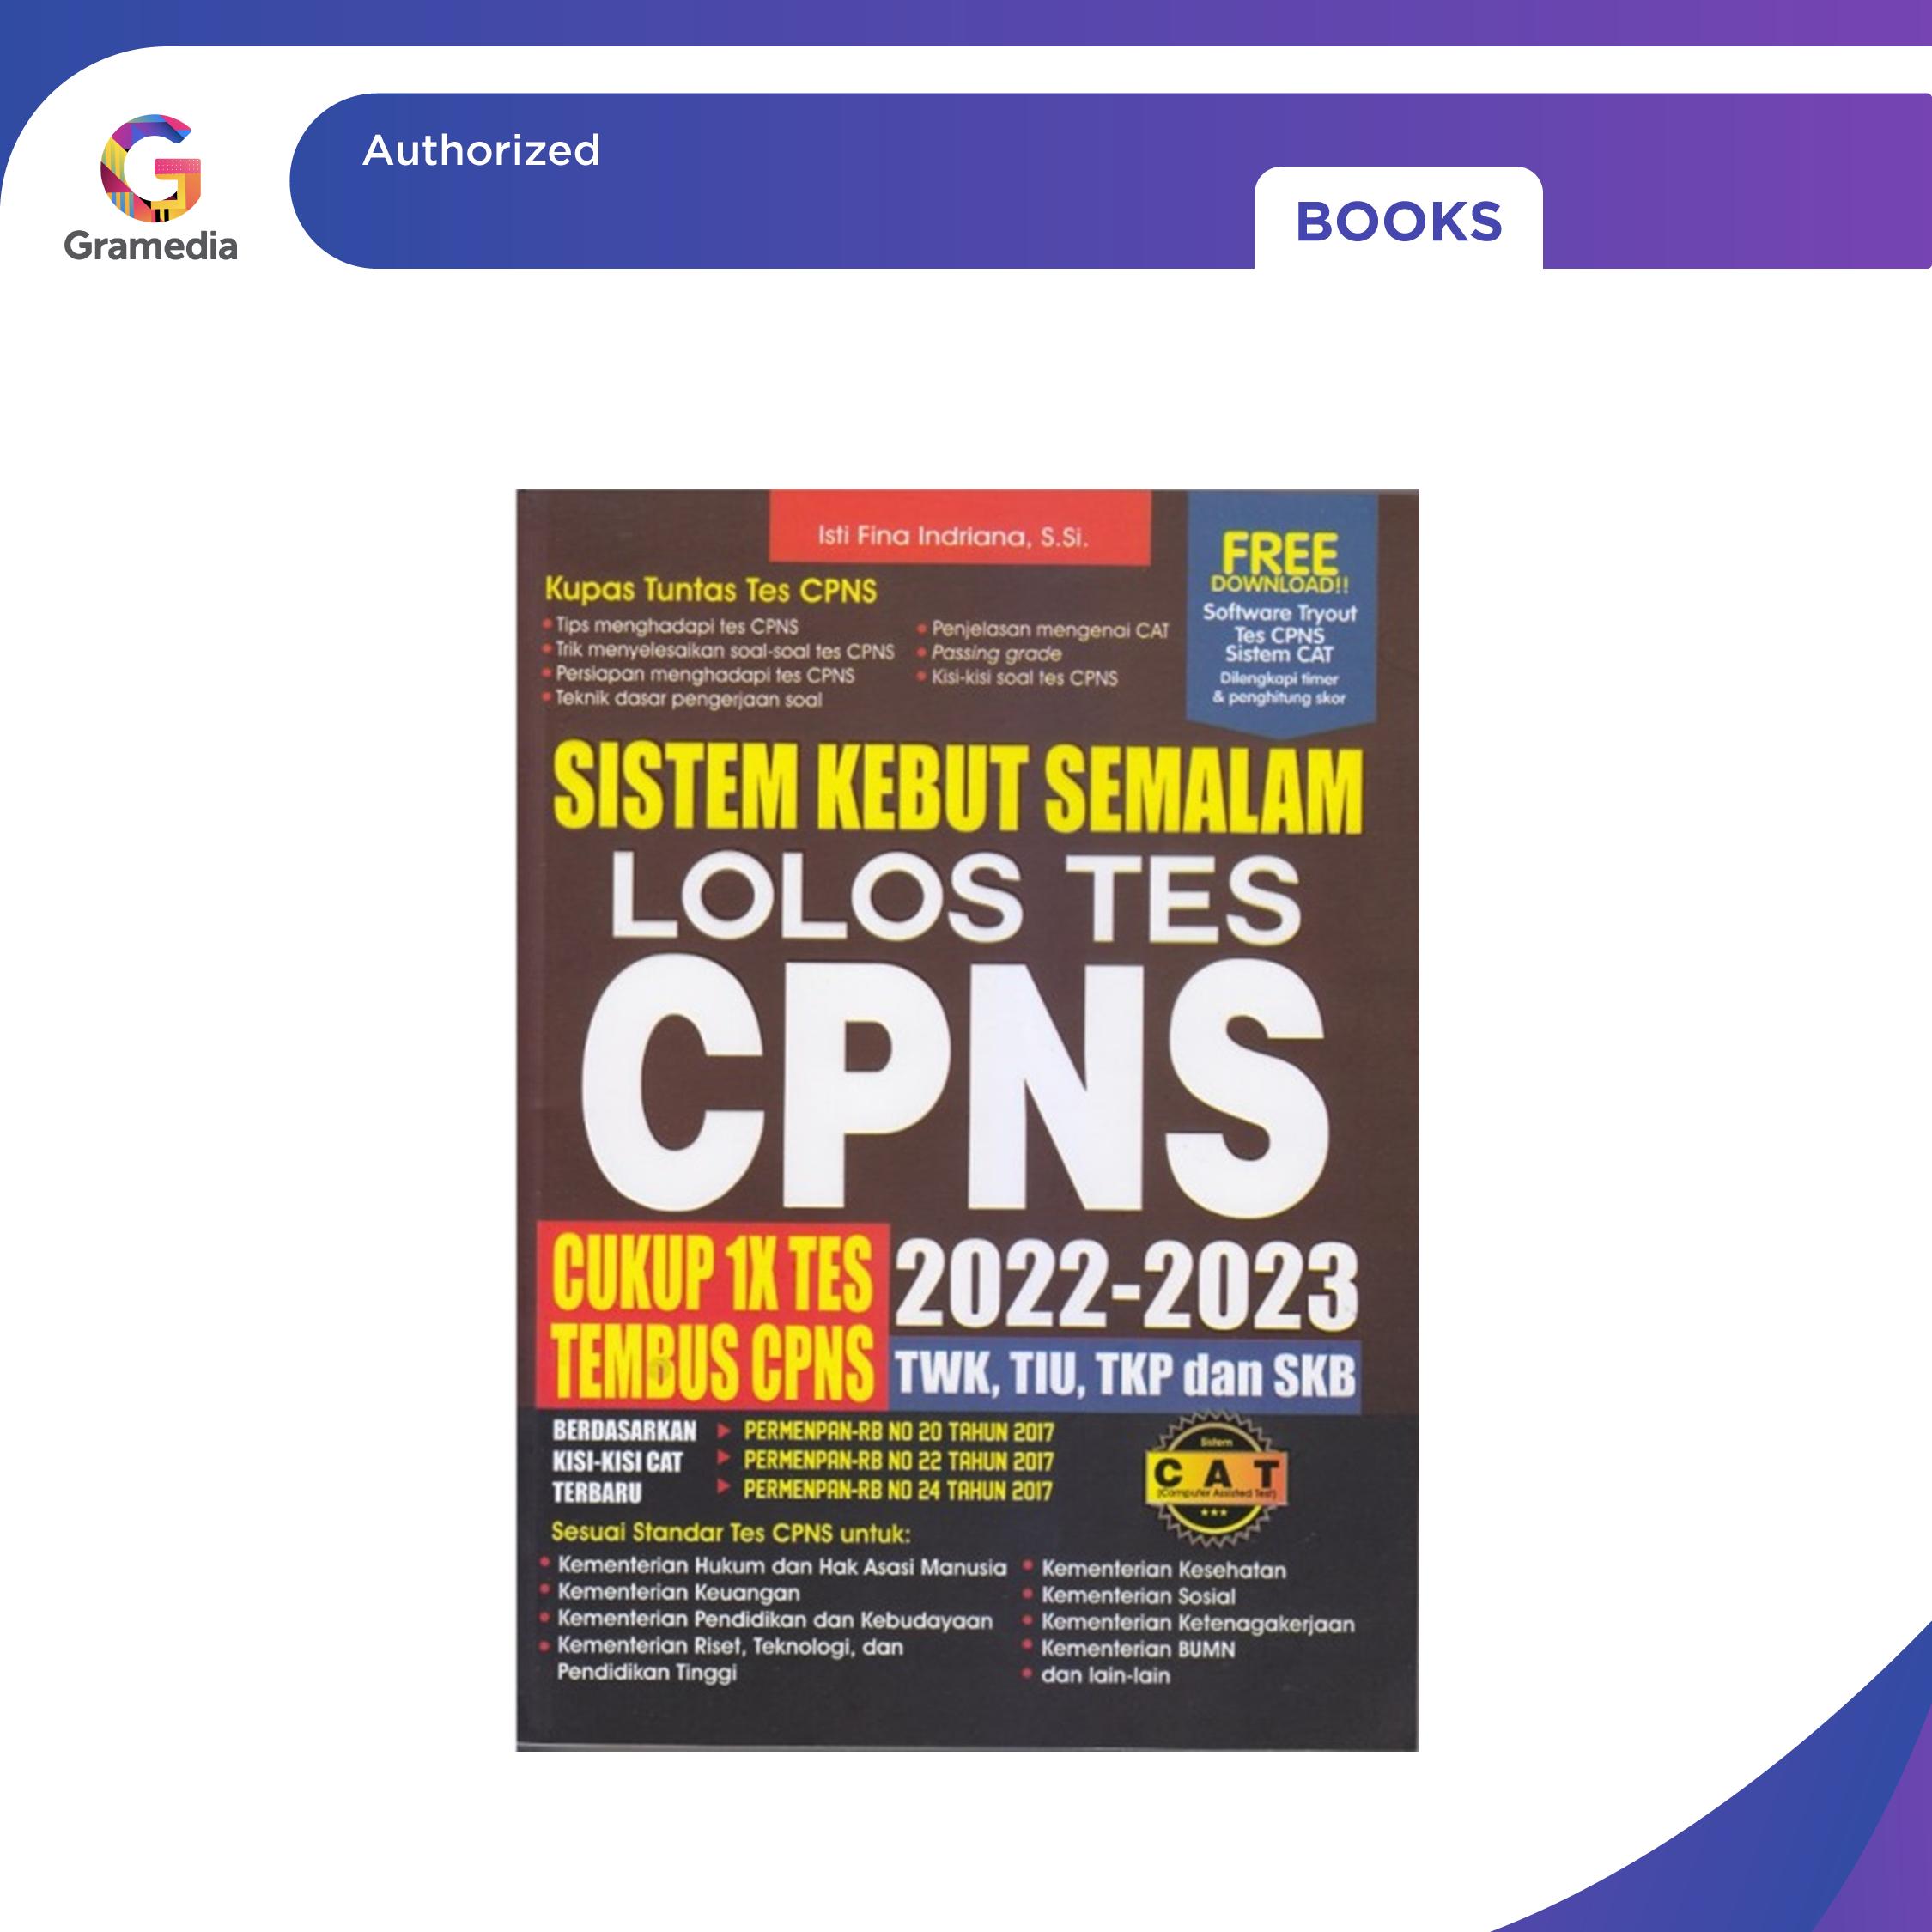 Gramedia
Authorized
BOOKS
Isti Fina Indriana, S.Si.
FREE
DOWNLOAD!!
Software Tryout
Tes CPNS
Sistem CAT
Dilengkapi timer
& penghitung skor
Kupas Tuntas Tes CPNS
• Tips menghadapi tes CPNS
• Trik menyelesaikan soal-soal tes CPNS
• Persiapan menghadapi tes CPNS
• Teknik dasar pengerjaan soal
• Penjelasan mengenai CAT
• Passing grade
• Kisi-kisi soal tes CPNS
SISTEM KEBUT SEMALAM
LOLOS TES
CPNS
CUKUP 1X TES
TEMBUS CPNS
2022-2023
TWK, TIU, TKP dan SKB
BERDASARKAN
KISI-KISI CAT
TERBARU
PERMENPAN-RB NO 20 TAHUN 2017
PERMENPAN-RB NO 22 TAHUN 2017
PERMENPAN-RB NO 24 TAHUN 2017
Sistem
CAT
(Computer Assisted Test)
Sesuai Standar Tes CPNS untuk:
• Kementerian Hukum dan Hak Asasi Manusia
• Kementerian Keuangan
• Kementerian Pendidikan dan Kebudayaan
• Kementerian Riset, Teknologi, dan
Pendidikan Tinggi
• Kementerian Kesehatan
• Kementerian Sosial
• Kementerian Ketenagakerjaan
• Kementerian BUMN
• dan lain-lain